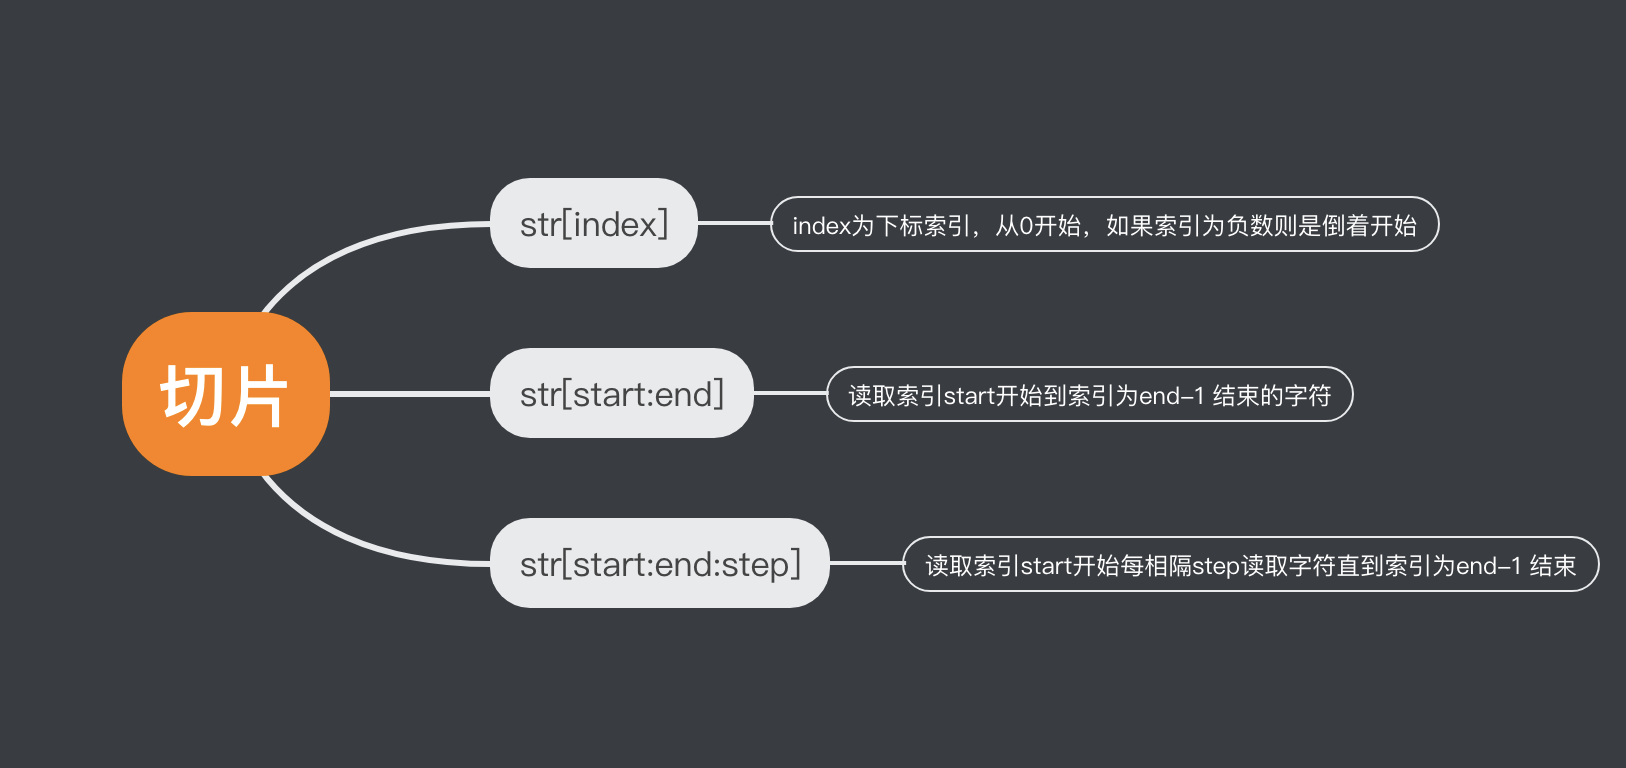 切片
str[index]
index为下标索引，从0开始，如果索引为负数则是倒着开始
str[start:end]
读取索引start开始到索引为end-1 结束的字符
str[start:end:step]
读取索引start开始每相隔step读取字符直到索引为end-1 结束